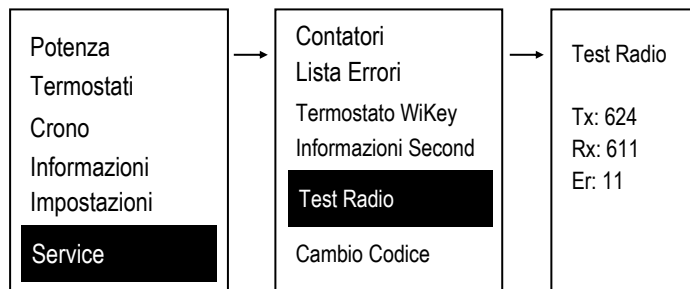 Potenza
Termostati
Crono
Informazioni
Impostazioni
Service
Contatori
Lista Errori
Termostato WiKey
Informazioni Second
Test Radio
Cambio Codice
Test Radio
Tx: 624
Rx: 611
Er: 11